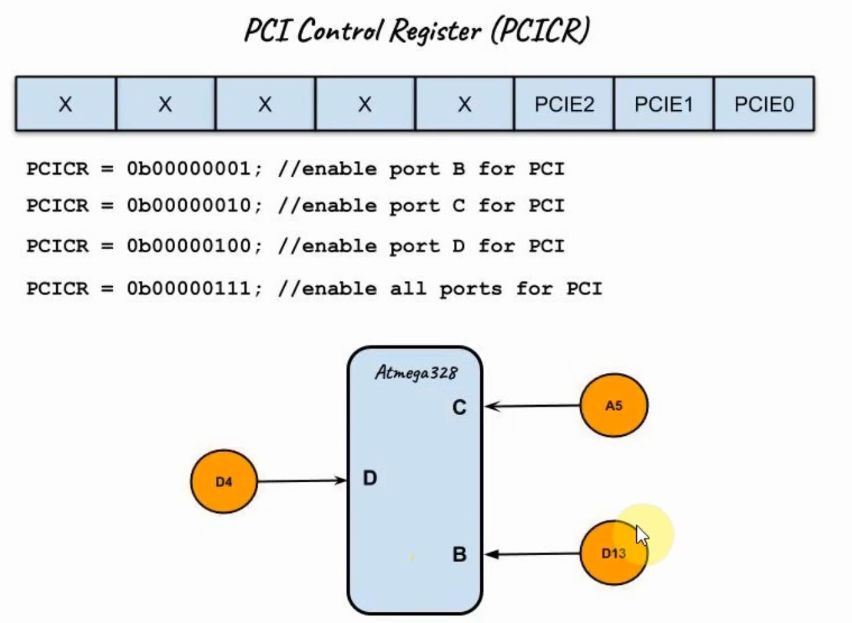 PCI Control Register (PCICR)
X X X X X PCIE2 PCIE1 PCIE0
PCICR = 0b00000001; //enable port B for PCI
PCICR = 0b00000010; //enable port C for PCI
PCICR = 0b00000100; //enable port D for PCI
PCICR = 0b00000111; //enable all ports for PCI
Atmega328
C A5
D4 D
B D13